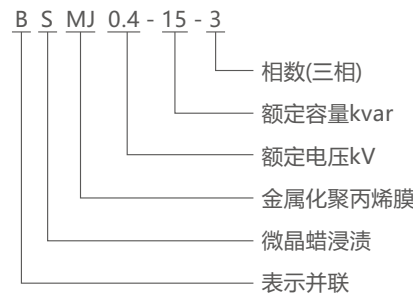 B S MJ 0.4 - 15 - 3
相数(三相)
额定容量kvar
额定电压kV
金属化聚丙烯膜
微晶蜡浸渍
表示并联